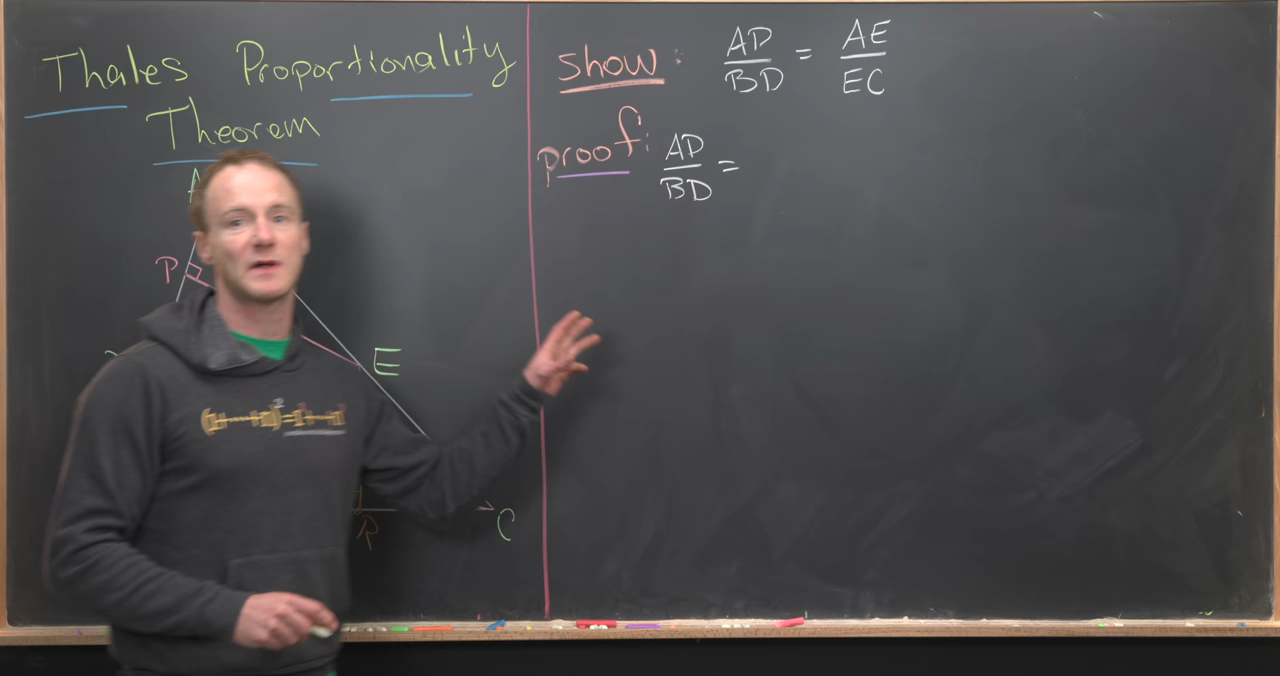 Thales Proportionality
Theorem
A
P
E
R
C
show: AD/BD = AE/EC
proof: AD/BD =